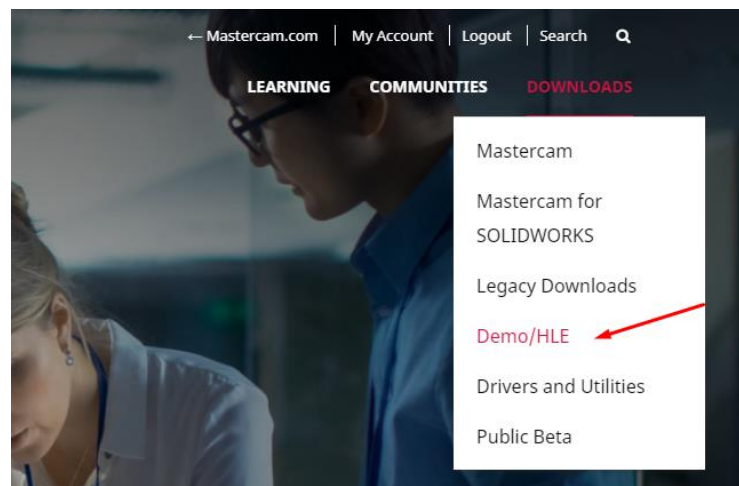 ← Mastercam.com | My Account | Logout | Search
LEARNING COMMUNITIES DOWNLOADS
Mastercam
Mastercam for
SOLIDWORKS
Legacy Downloads
Demo/HLE
Drivers and Utilities
Public Beta